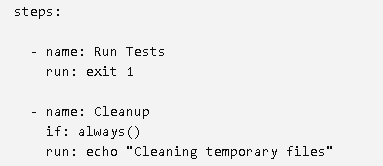 steps:
- name: Run Tests
run: exit 1
- name: Cleanup
if: always()
run: echo "Cleaning temporary files"